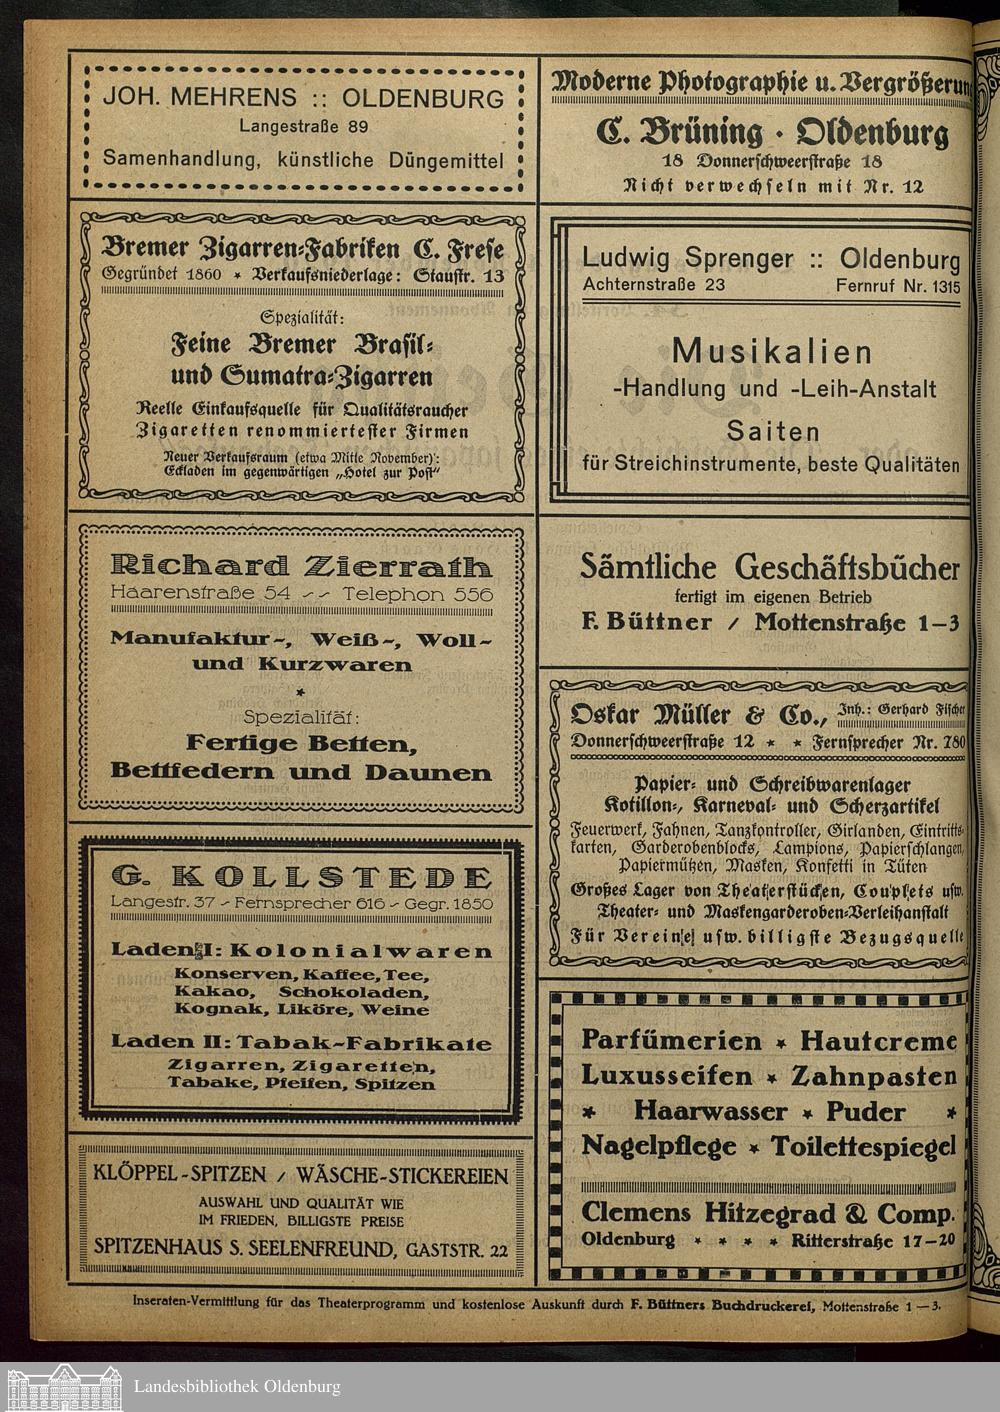 JOH. MEHRENS :: OLDENBURG
Langestraße 89
Samenhandlung, künstliche Düngemittel
Bremer Zigarren-Fabriken C. Frese
Gegründet 1860 * Verkaufsniederlage: Staustr. 13
Spezialität:
Feine Bremer Brasil-
und Sumatra-Zigarren
Reelle Einkaufsquelle für Qualitätsraucher
Zigaretten renommiertester Firmen
Neuer Verkaufsraum (etwa Mitte November):
Eckladen im gegenwärtigen „Hotel zur Post“
Richard Zierrath
Haarenstraße 54 -- Telephon 556
Manufaktur-, Weiß-, Woll-
und Kurzwaren
*
Spezialität:
Fertige Betten,
Bettfedern und Daunen
G. KOLLSTEDE
Langestr. 37 - Fernsprecher 616 - Gegr. 1850
Laden I: Kolonialwaren
Konserven, Kaffee, Tee,
Kakao, Schokoladen,
Kognak, Liköre, Weine
Laden II: Tabak-Fabrikate
Zigarren, Zigaretten,
Tabake, Pfeifen, Spitzen
KLÖPPEL-SPITZEN / WÄSCHE-STICKEREIEN
AUSWAHL UND QUALITÄT WIE
IM FRIEDEN, BILLIGSTE PREISE
SPITZENHAUS S. SEELENFREUND, GASTSTR. 22
Moderne Photographie u. Vergrößerun
C. Brüning · Oldenburg
18 Donnerschweerstraße 18
Nicht verwechseln mit Nr. 12
Ludwig Sprenger :: Oldenburg
Achternstraße 23 Fernruf Nr. 1315
Musikalien
-Handlung und -Leih-Anstalt
Saiten
für Streichinstrumente, beste Qualitäten
Sämtliche Geschäftsbücher
fertigt im eigenen Betrieb
F. Büttner / Mottenstraße 1-3
Oskar Müller & Co., Inh.: Gerhard Fischer
Donnerschweerstraße 12 * * Fernsprecher Nr. 780
Papier- und Schreibwarenlager
Kotillon-, Karneval- und Scherzartikel
Feuerwerk, Fahnen, Tanzkontroller, Girlanden, Eintritts-
karten, Garderobenblocks, Lampions, Papierschlangen,
Papiermützen, Masken, Konfetti in Tüten
Großes Lager von Theaterstücken, Couplets usw.
Theater- und Maskengarderoben-Verleihanstalt
Für Vereine usw. billigste Bezugsquelle
Parfümerien * Hautcreme
Luxusseifen * Zahnpasten
* Haarwasser * Puder *
Nagelpflege * Toilettespiegel
Clemens Hitzegrad & Comp.
Oldenburg * * * * Ritterstraße 17-20
Inseraten-Vermittlung für das Theaterprogramm und kostenlose Auskunft durch F. Büttners Buchdruckerei, Mottenstraße 1-3.
Landesbibliothek Oldenburg